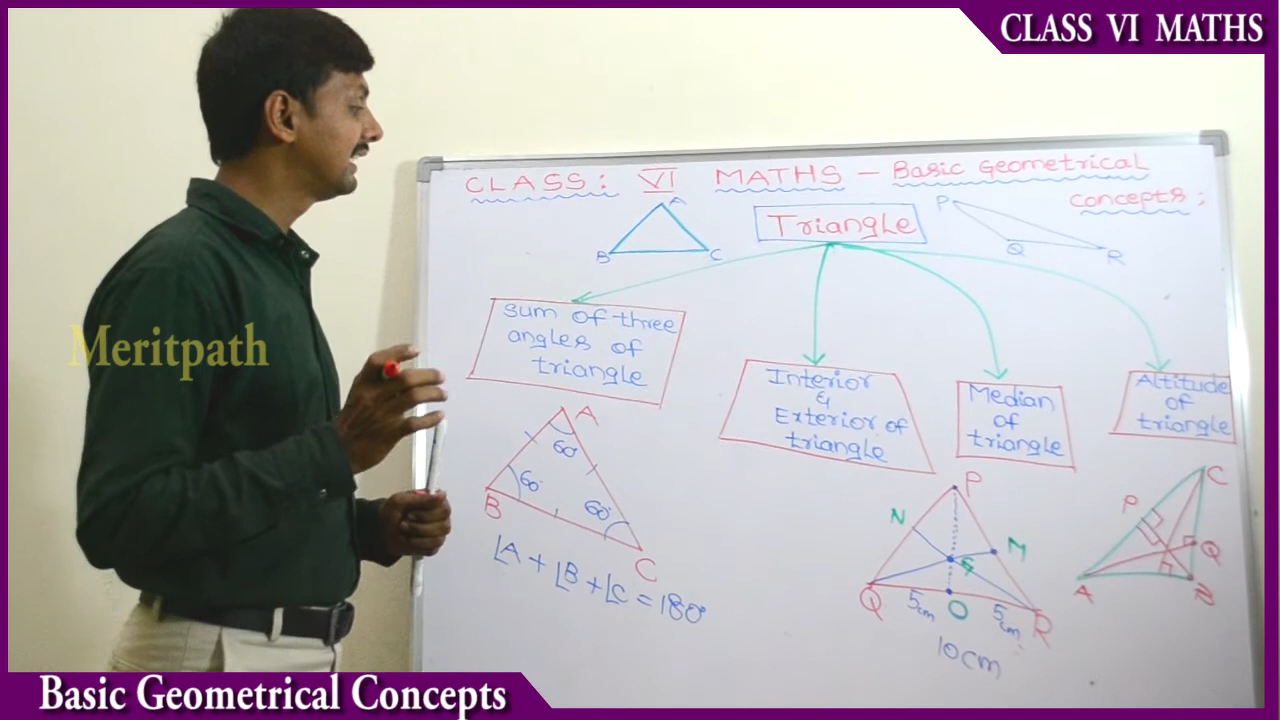 CLASS VI MATHS
CLASS: VI MATHS - Basic Geometrical
Concepts:
A
B
C
Triangle
P
Q
R
Sum of three
angles of
triangle
Interior
&
Exterior of
triangle
Median
of
triangle
Altitude
of
triangle
Meritpath
A
60°
B
60°
60°
C
∠A + ∠B + ∠C = 180°
P
N
M
G
Q
5cm
O
5cm
R
10cm
C
P
Q
A
B
Basic Geometrical Concepts